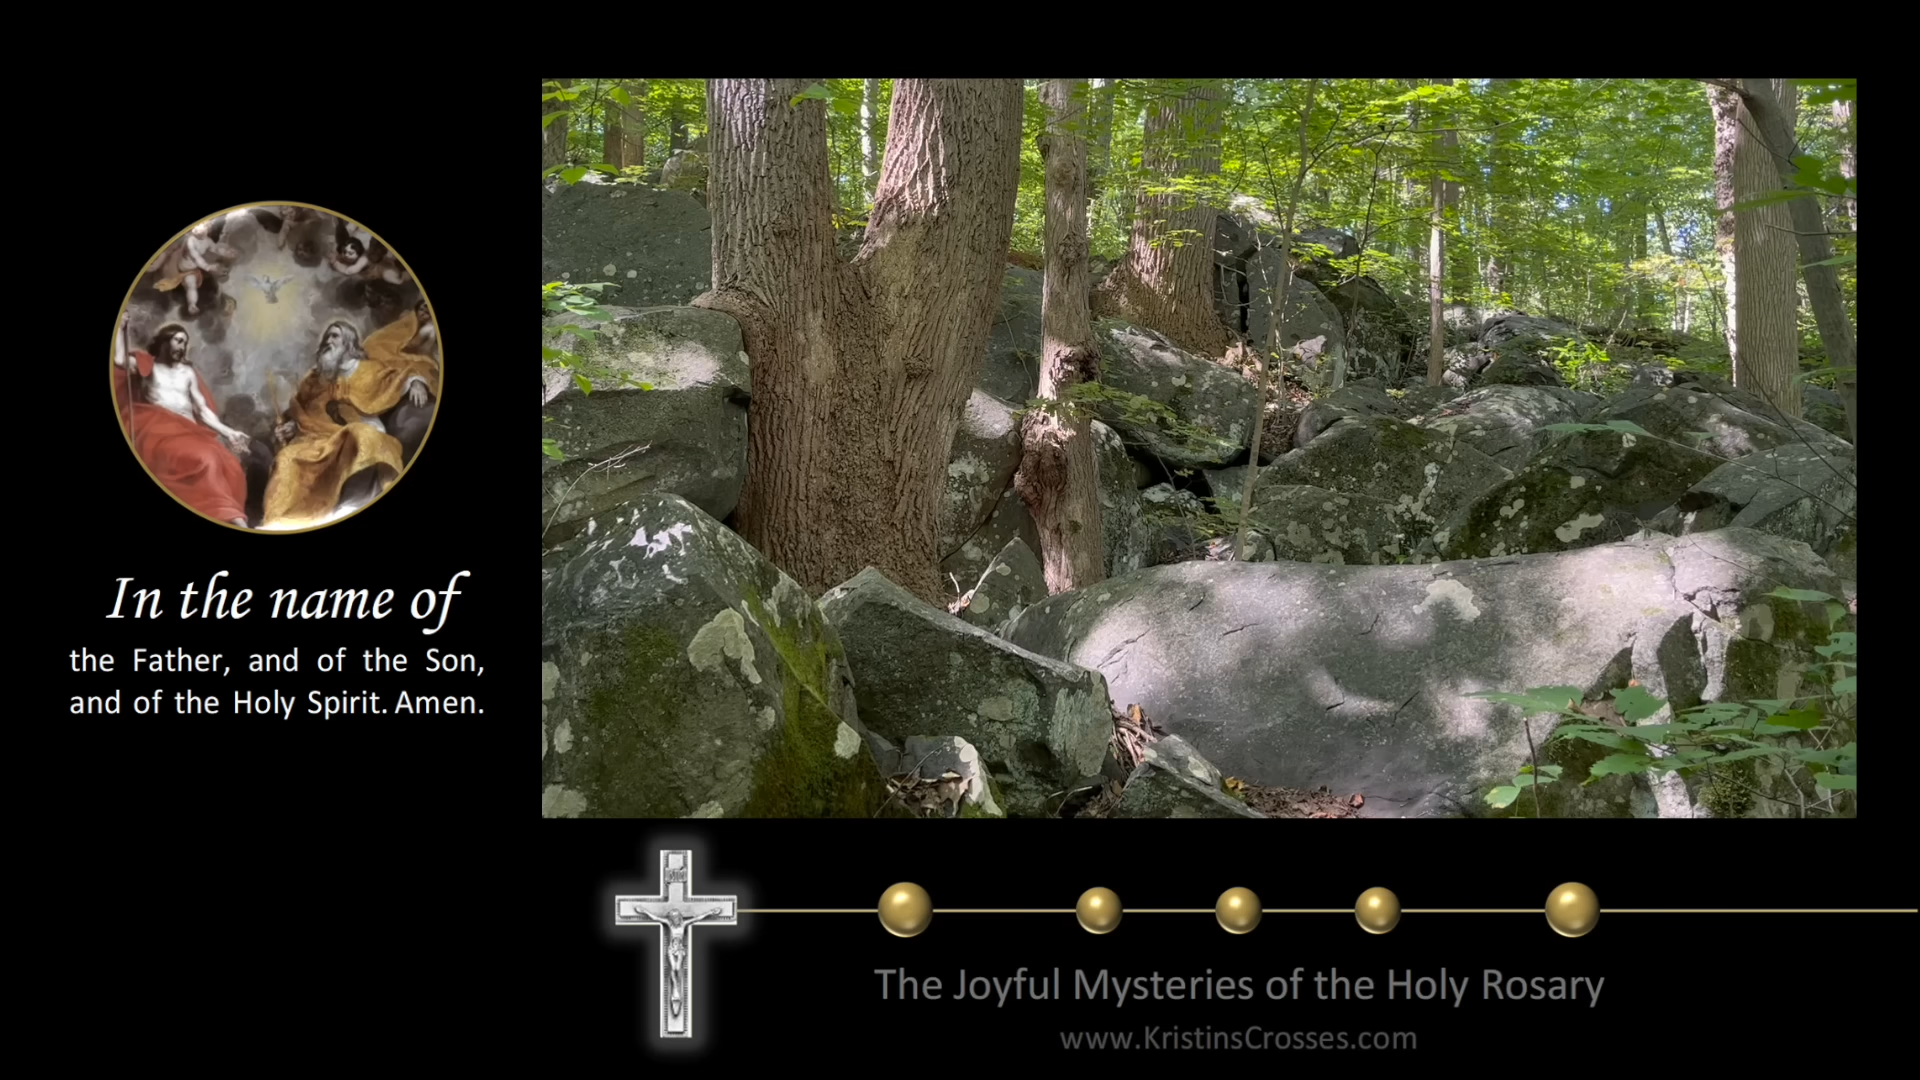 In the name of
the Father, and of the Son,
and of the Holy Spirit. Amen.
The Joyful Mysteries of the Holy Rosary
www.KristinsCrosses.com